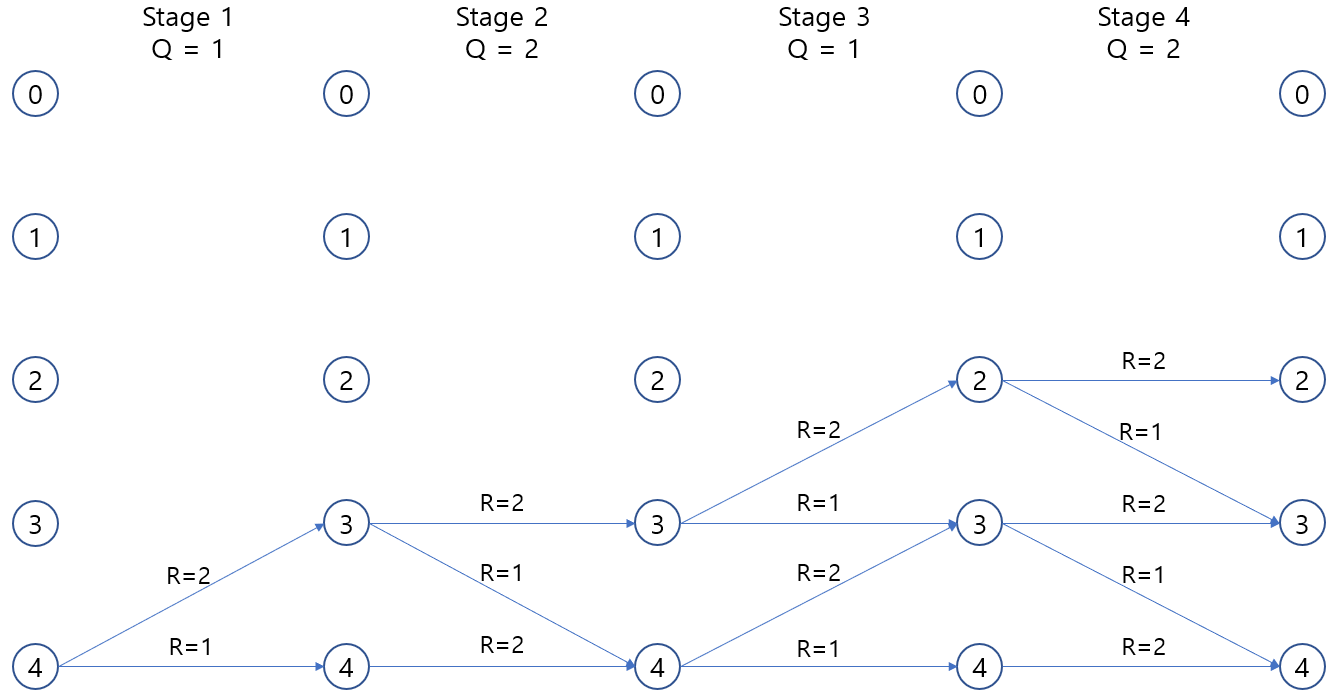 Stage 1
Q = 1
Stage 2
Q = 2
Stage 3
Q = 1
Stage 4
Q = 2
0 0 0 0 0
1 1 1 1 1
R=2
2 2 2 2 2
R=2
R=1
R=2
R=1
R=2
3 3 3 3 3
R=2
R=1
R=2
R=1
R=1
R=2
R=1
R=2
4 4 4 4 4